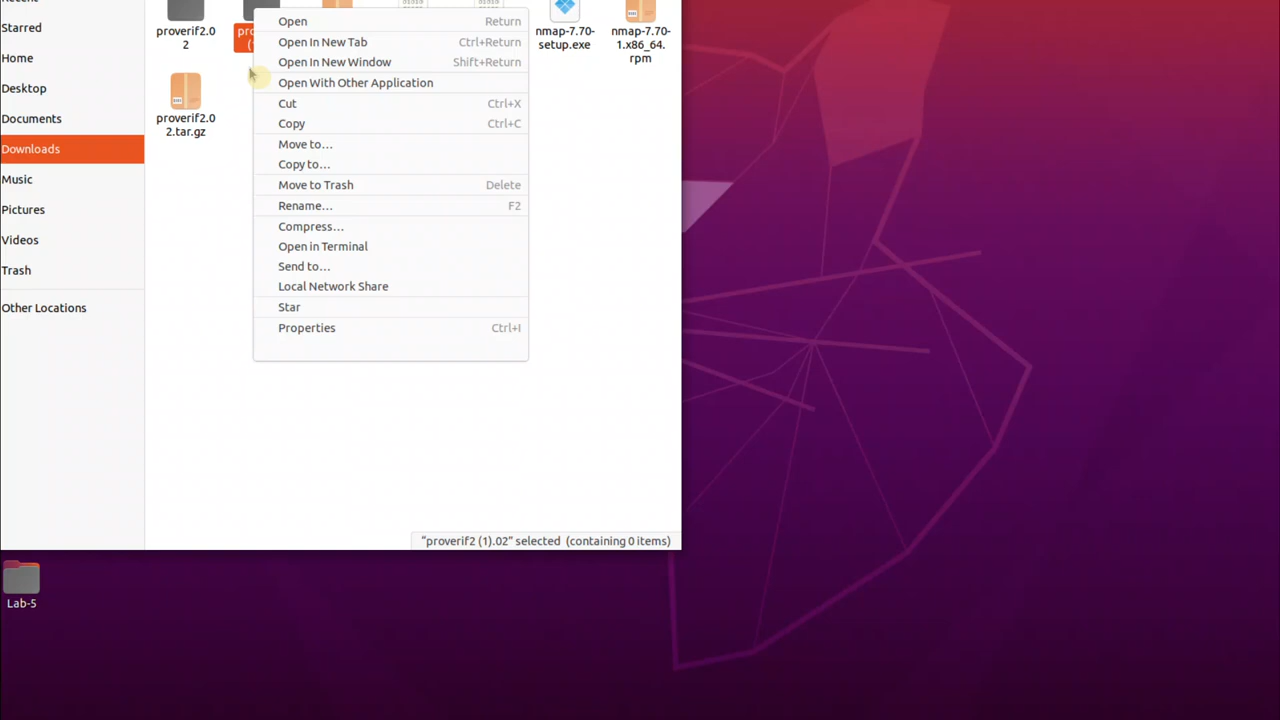 Starred
Home
Desktop
Documents
Downloads
Music
Pictures
Videos
Trash
Other Locations
proverif2.0
2
nmap-7.70-
setup.exe
nmap-7.70-
1.x86_64.
rpm
proverif2.0
2.tar.gz
Open Return
Open In New Tab Ctrl+Return
Open In New Window Shift+Return
Open With Other Application
Cut Ctrl+X
Copy Ctrl+C
Move to…
Copy to…
Move to Trash Delete
Rename… F2
Compress…
Open in Terminal
Send to…
Local Network Share
Star
Properties Ctrl+I
"proverif2 (1).02" selected (containing 0 items)
Lab-5